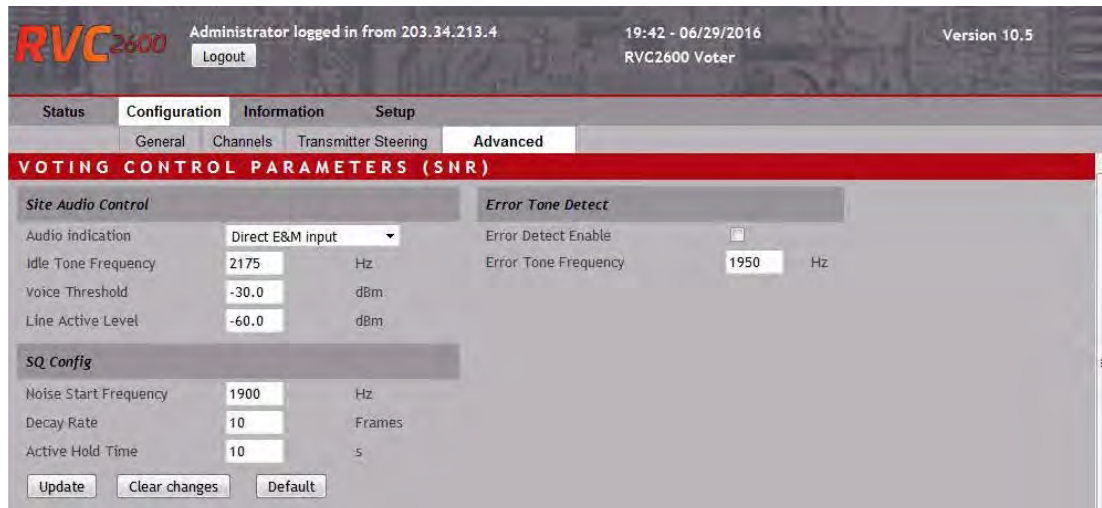 RVC2600 Administrator logged in from 203.34.213.4 19:42 - 06/29/2016 Version 10.5
Logout RVC2600 Voter
Status Configuration Information Setup
General Channels Transmitter Steering Advanced
VOTING CONTROL PARAMETERS (SNR)
Site Audio Control
Audio indication Direct E&M input
Idle Tone Frequency 2175 Hz
Voice Threshold -30.0 dBm
Line Active Level -60.0 dBm
Error Tone Detect
Error Detect Enable
Error Tone Frequency 1950 Hz
SQ Config
Noise Start Frequency 1900 Hz
Decay Rate 10 Frames
Active Hold Time 10 s
Update Clear changes Default